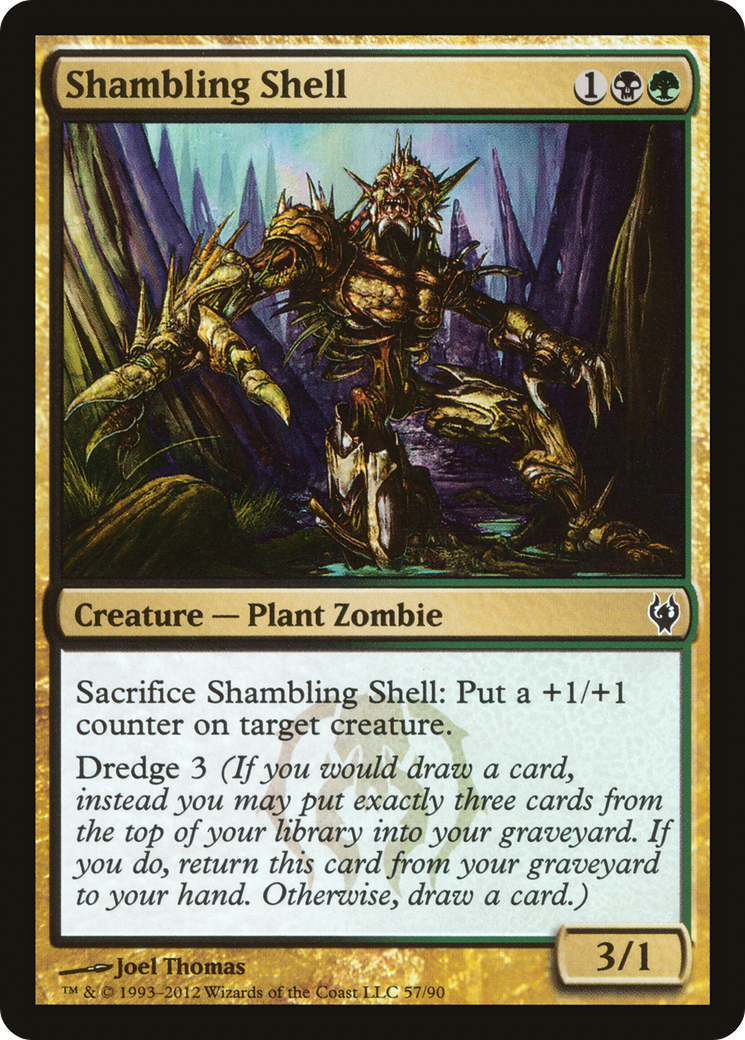 Shambling Shell 1
Creature — Plant Zombie
Sacrifice Shambling Shell: Put a +1/+1
counter on target creature.
Dredge 3 (If you would draw a card,
instead you may put exactly three cards from
the top of your library into your graveyard. If
you do, return this card from your graveyard
to your hand. Otherwise, draw a card.)
3/1
Joel Thomas
™ & © 1993–2012 Wizards of the Coast LLC 57/90